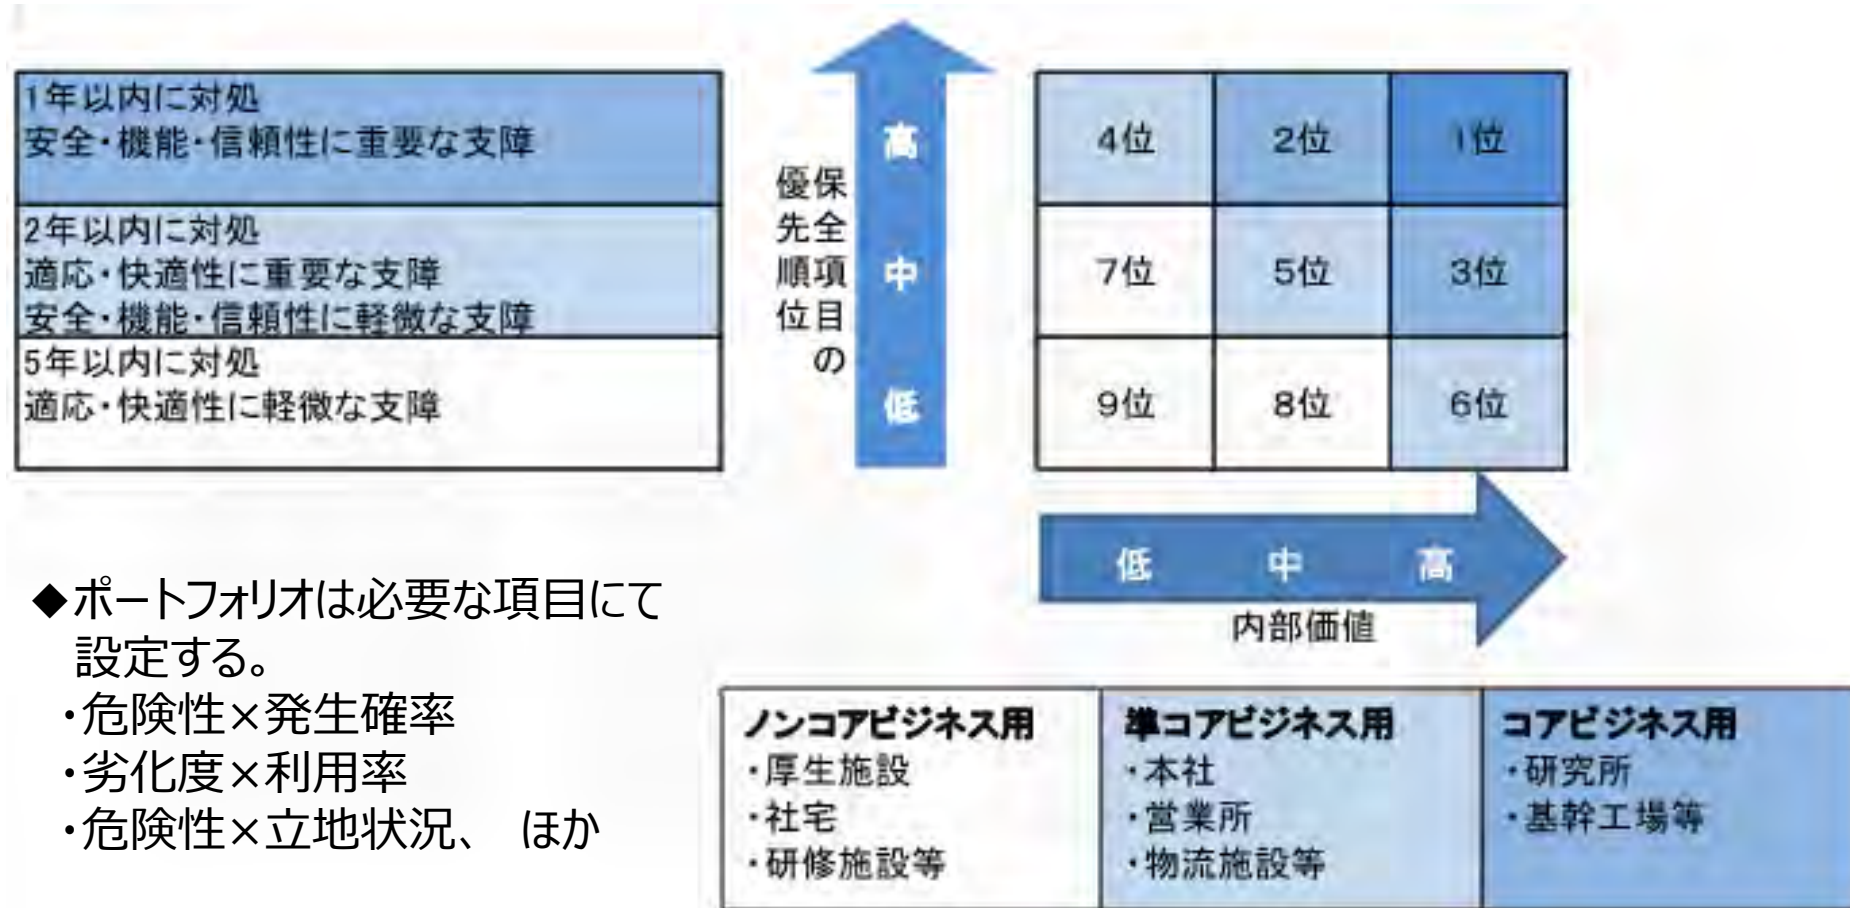 1年以内に対処
安全・機能・信頼性に重要な支障
2年以内に対処
適応・快適性に重要な支障
安全・機能・信頼性に軽微な支障
5年以内に対処
適応・快適性に軽微な支障
保全項目の
優先順位
高
中
低
4位 2位 1位
7位 5位 3位
9位 8位 6位
低 中 高
内部価値
◆ポートフォリオは必要な項目にて
設定する。
・危険性×発生確率
・劣化度×利用率
・危険性×立地状況、 ほか
ノンコアビジネス用
・厚生施設
・社宅
・研修施設等
準コアビジネス用
・本社
・営業所
・物流施設等
コアビジネス用
・研究所
・基幹工場等